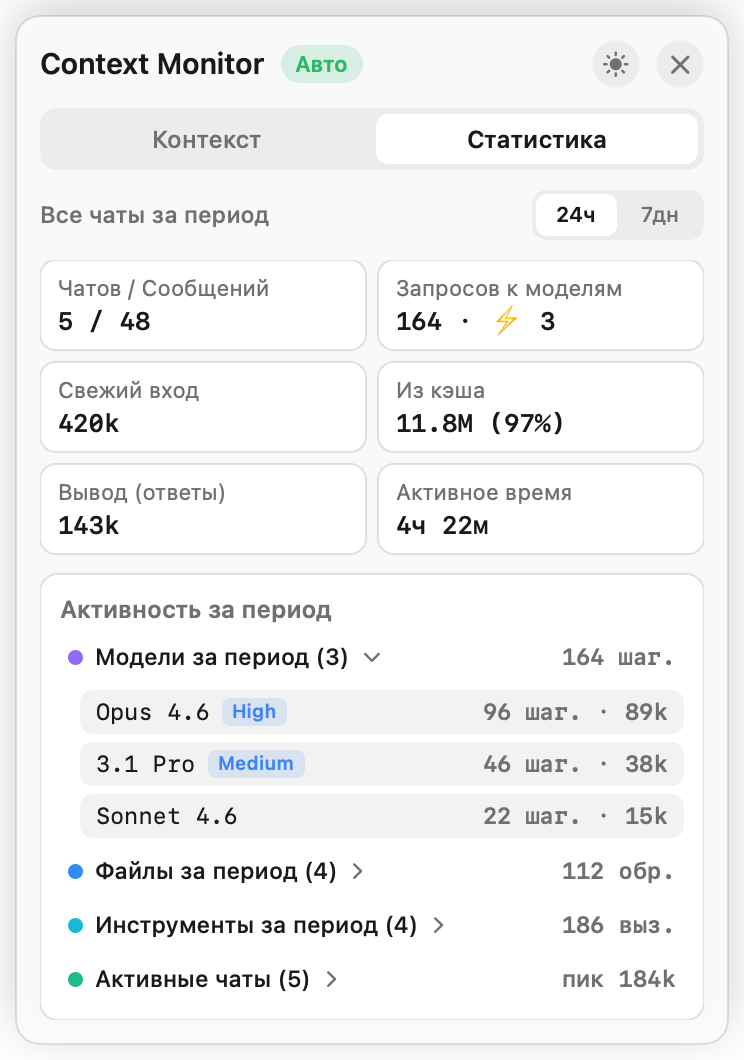 Context Monitor Авто
Контекст Статистика
Все чаты за период 24ч 7дн
Чатов / Сообщений
5 / 48
Запросов к моделям
164 · ⚡ 3
Свежий вход
420k
Из кэша
11.8M (97%)
Вывод (ответы)
143k
Активное время
4ч 22м
Активность за период
Модели за период (3) 164 шаг.
Opus 4.6 High 96 шаг. · 89k
3.1 Pro Medium 46 шаг. · 38k
Sonnet 4.6 22 шаг. · 15k
Файлы за период (4) 112 обр.
Инструменты за период (4) 186 выз.
Активные чаты (5) пик 184k